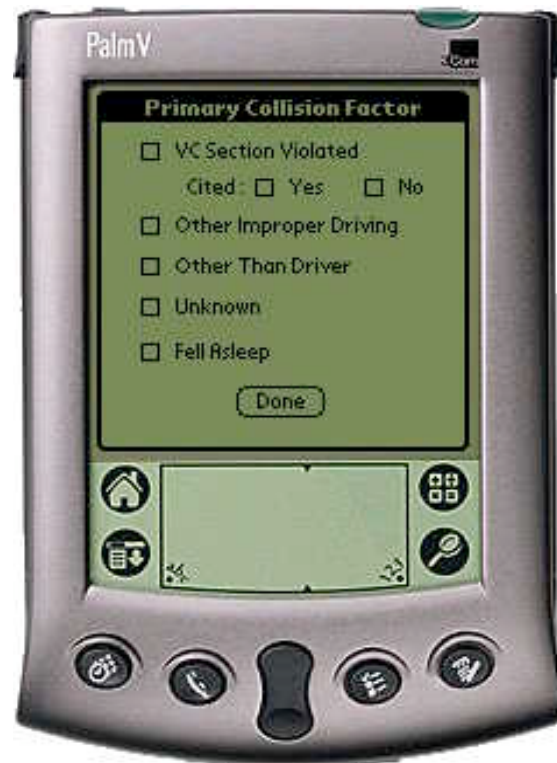 PalmV
3Com
Primary Collision Factor
VC Section Violated
Cited: Yes No
Other Improper Driving
Other Than Driver
Unknown
Fell Asleep
Done